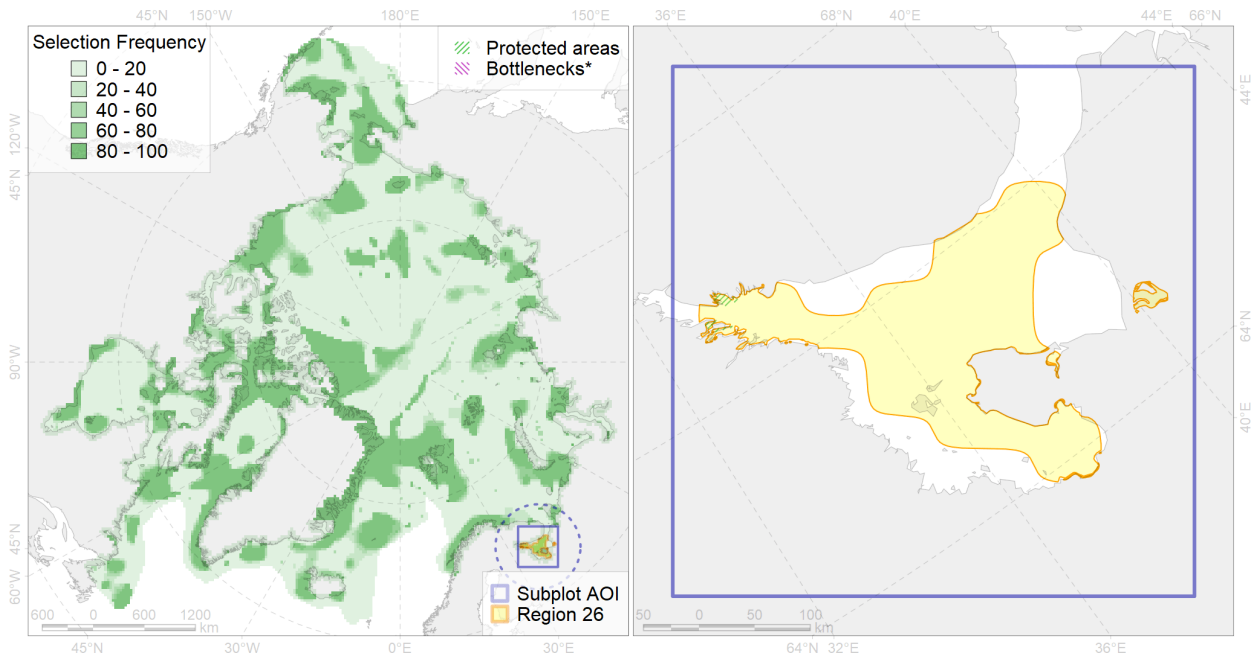 45°N 150°W 180°E 150°E
36°E 68°N 40°E 44°E 66°N
Selection Frequency
0 - 20
20 - 40
40 - 60
60 - 80
80 - 100
Protected areas
Bottlenecks*
120°W
45°N
90°W
45°N
60°W
44°E
64°N
40°E
Subplot AOI
Region 26
600 0 600 1200
km
50 0 50 100
km
45°N 30°W 0°E 30°E
64°N 32°E 36°E